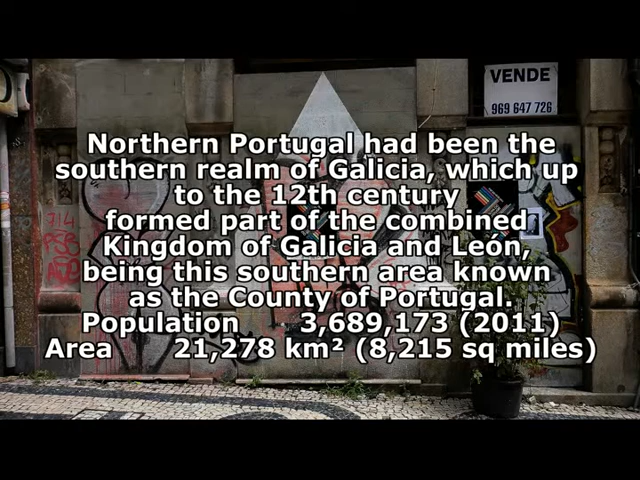 VENDE
969 647 726
Northern Portugal had been the
southern realm of Galicia, which up
to the 12th century
formed part of the combined
Kingdom of Galicia and León,
being this southern area known
as the County of Portugal.
Population 3,689,173 (2011)
Area 21,278 km² (8,215 sq miles)
714